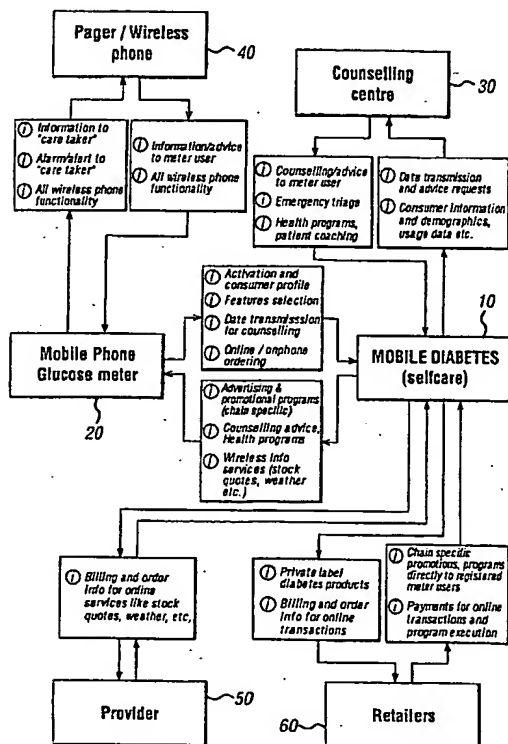 Pager / Wireless
phone
40
Counselling
centre
30
ⓘ Information to
"care taker"
ⓘ Alarm/alert to
"care taker"
ⓘ All wireless phone
functionality
ⓘ Information/advice
to meter user
ⓘ All wireless phone
functionality
ⓘ Counselling/advice
to meter user
ⓘ Emergency triage
ⓘ Health programs,
patient coaching
ⓘ Date transmission
and advice requests
ⓘ Consumer information
and demographics,
usage data etc.
ⓘ Activation and
consumer profile
ⓘ Features selection
ⓘ Date transmisssion
for counselling
ⓘ Online / onphone
ordering
Mobile Phone
Glucose meter
20
10
MOBILE DIABETES
(selfcare)
ⓘ Advertising &
promotional programs
(chain specific)
ⓘ Counselling advice,
Health programs
ⓘ Wireless Info
services (stock
quotes, weather
etc.)
ⓘ Billing and order
Info for online
services like stock
quotes, weather, etc,
ⓘ Private label
diabetes products
ⓘ Billing and order
Info for online
transactions
ⓘ Chain specific
promotions, programs
directly to registered
meter users
ⓘ Payments for online
transactions and
program execution
Provider
50
Retailers
60